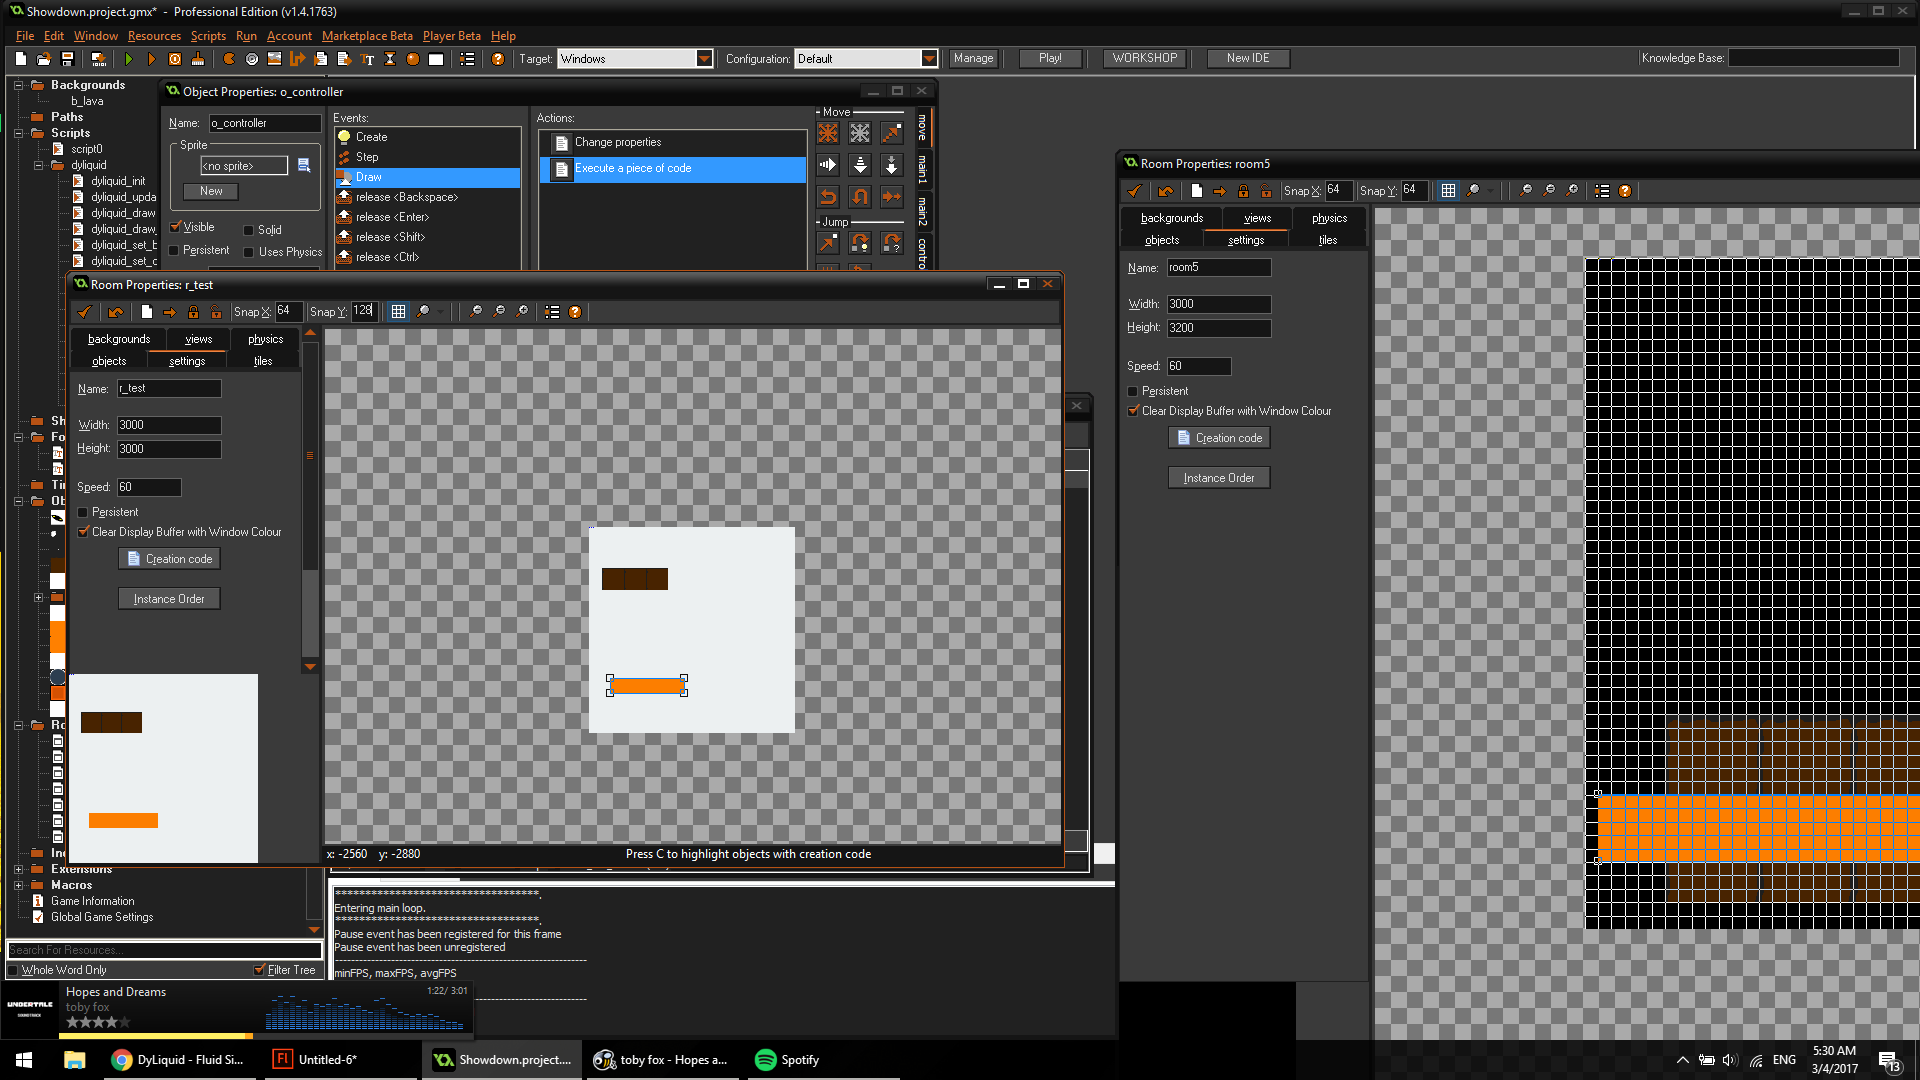 Showdown.project.gmx* - Professional Edition (v1.4.1763)
File Edit Window Resources Scripts Run Account Marketplace Beta Player Beta Help
Target: Windows Configuration: Default Manage Play! WORKSHOP New IDE Knowledge Base:
Backgrounds
b_lava
Paths
Scripts
script0
dyliquid
dyliquid_init
dyliquid_upda
dyliquid_draw
dyliquid_draw_
dyliquid_set_b
dyliquid_set_c
Sh
Fo
Ti
Ob
Ro
In
Extensions
Macros
Game Information
Global Game Settings
Search For Resources...
Whole Word Only Filter Tree
Object Properties: o_controller
Name: o_controller
Sprite
<no sprite>
New
Visible Solid
Persistent Uses Physics
Events:
Create
Step
Draw
release <Backspace>
release <Enter>
release <Shift>
release <Ctrl>
Actions:
Change properties
Execute a piece of code
Move
Jump
move
main1
main2
contro
Room Properties: r_test
Snap X: 64 Snap Y: 128
backgrounds views physics
objects settings tiles
Name: r_test
Width: 3000
Height: 3000
Speed: 60
Persistent
Clear Display Buffer with Window Colour
Creation code
Instance Order
x: -2560 y: -2880 Press C to highlight objects with creation code
Room Properties: room5
Snap X: 64 Snap Y: 64
backgrounds views physics
objects settings tiles
Name: room5
Width: 3000
Height: 3200
Speed: 60
Persistent
Clear Display Buffer with Window Colour
Creation code
Instance Order
***********************************.
Entering main loop.
***********************************.
Pause event has been registered for this frame
Pause event has been unregistered
minFPS, maxFPS, avgFPS
UNDERTALE
SOUNDTRACK
Hopes and Dreams 1:22/ 3:01
toby fox
DyLiquid - Fluid Si...
Untitled-6*
Showdown.project....
toby fox - Hopes a...
Spotify
ENG
5:30 AM
3/4/2017
13